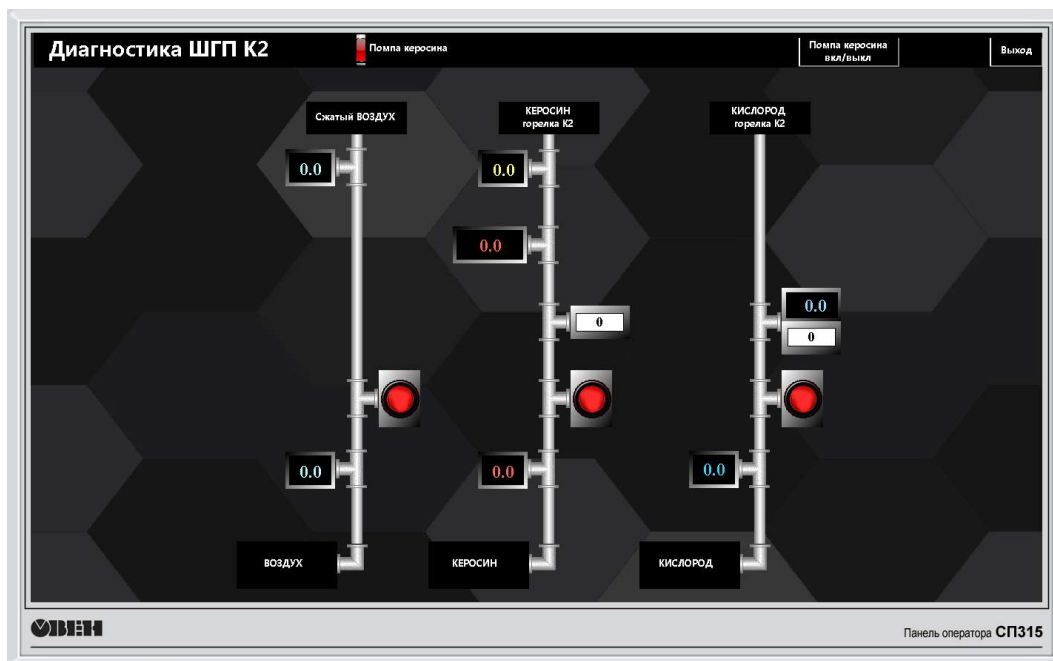 Диагностика ШГП К2
Помпа керосина
Помпа керосина
вкл/выкл
Выход
Сжатый ВОЗДУХ
КЕРОСИН
горелка К2
КИСЛОРОД
горелка К2
0.0
0.0
0.0
0
0.0
0
0.0
0.0
0.0
ВОЗДУХ
КЕРОСИН
КИСЛОРОД
ОВЕН
Панель оператора СП315